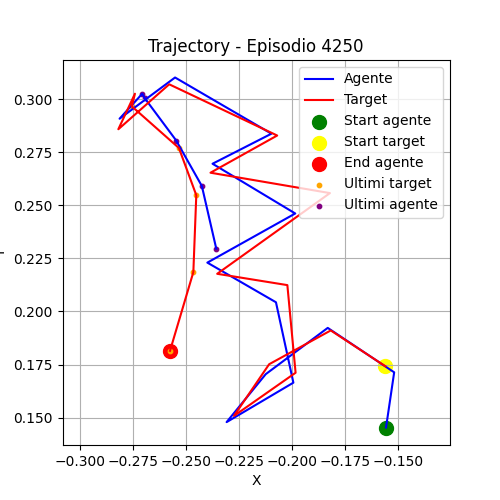 Trajectory - Episodio 4250
Agente
Target
Start agente
Start target
End agente
Ultimi target
Ultimi agente
0.300
0.275
0.250
0.225
0.200
0.175
0.150
−0.300 −0.275 −0.250 −0.225 −0.200 −0.175 −0.150
X